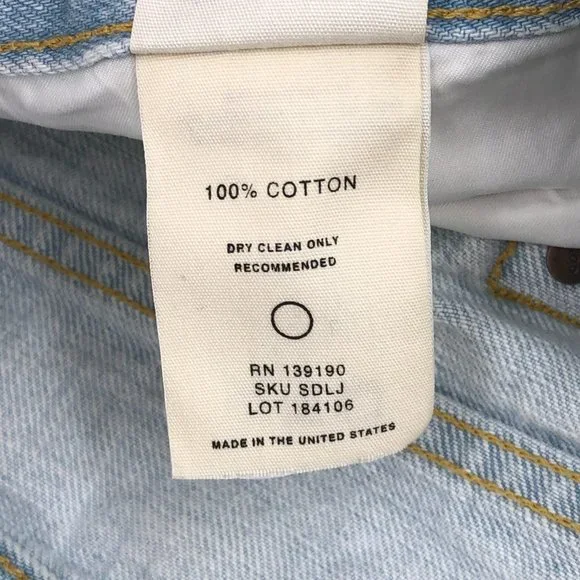 100% COTTON
DRY CLEAN ONLY
RECOMMENDED
RN 139190
SKU SDLJ
LOT 184106
MADE IN THE UNITED STATES